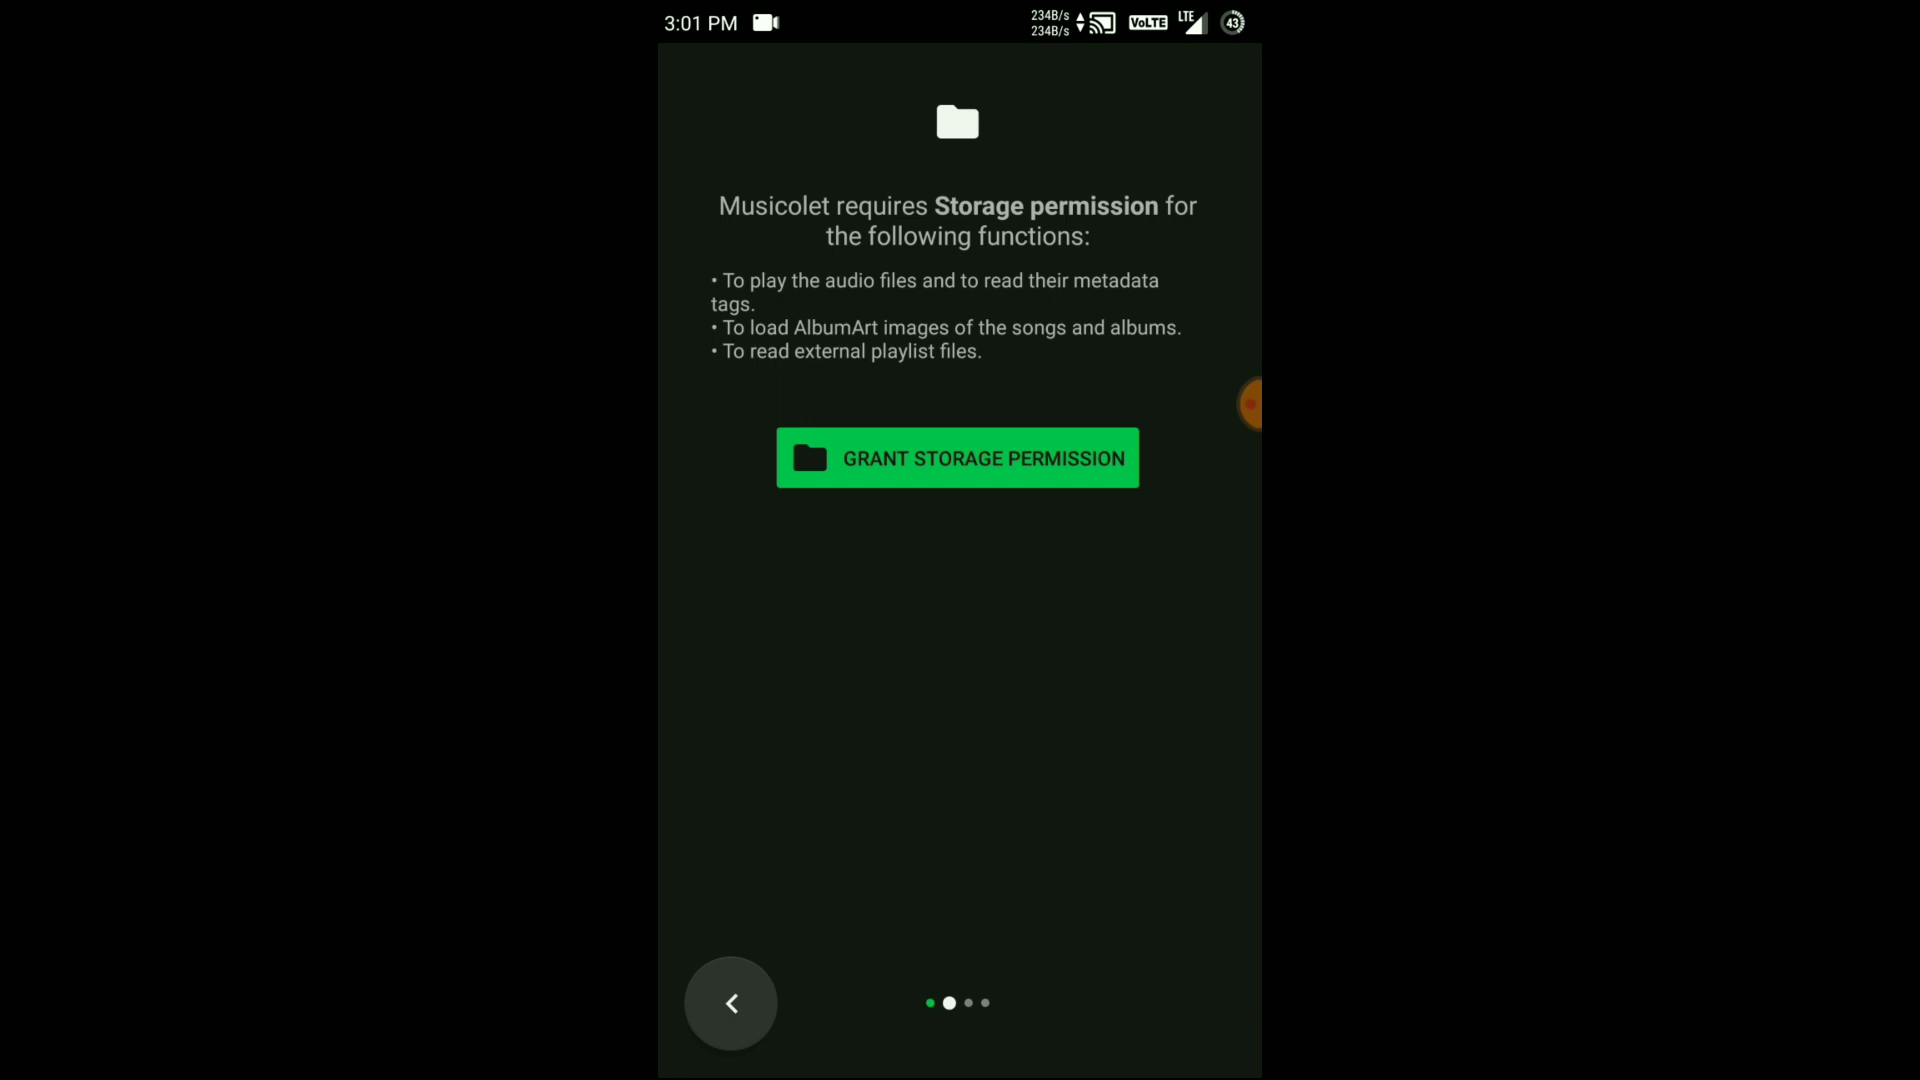 3:01 PM
234B/s
234B/s
VoLTE
LTE
43
Musicolet requires Storage permission for
the following functions:
• To play the audio files and to read their metadata
tags.
• To load AlbumArt images of the songs and albums.
• To read external playlist files.
GRANT STORAGE PERMISSION